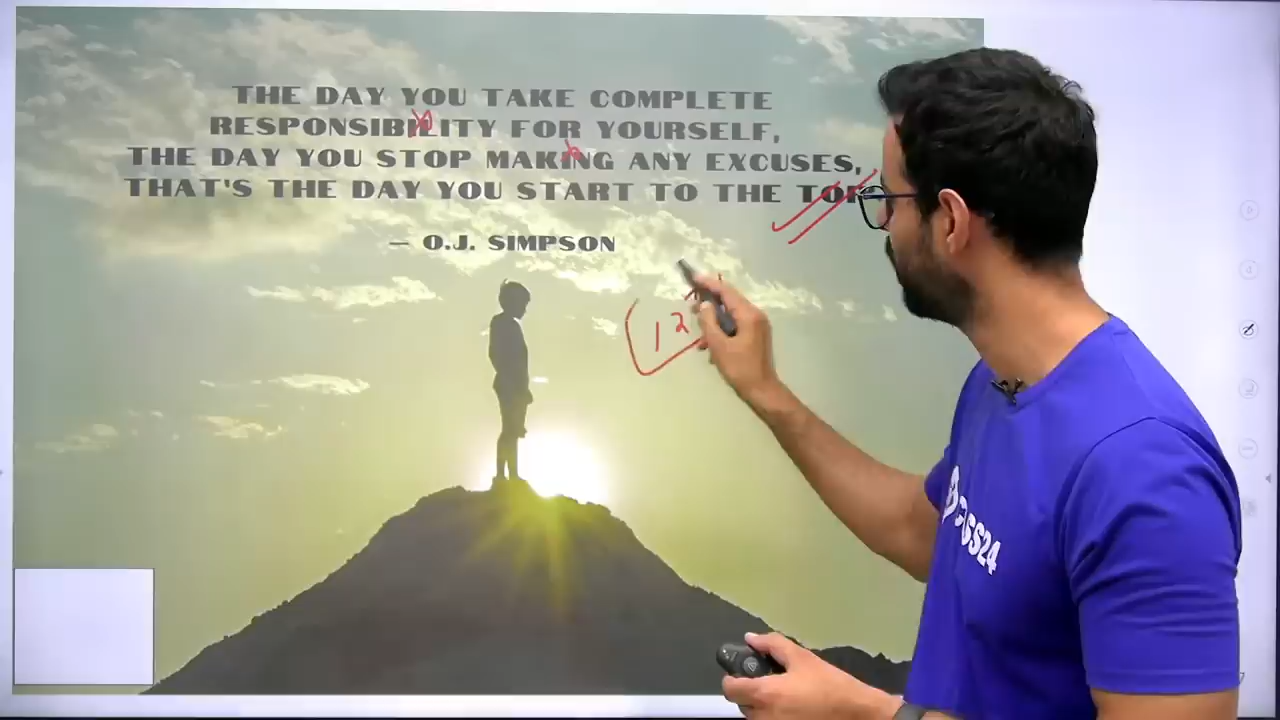 THE DAY YOU TAKE COMPLETE
RESPONSIBILITY FOR YOURSELF,
THE DAY YOU STOP MAKING ANY EXCUSES,
THAT'S THE DAY YOU START TO THE TOP
— O.J. SIMPSON
12